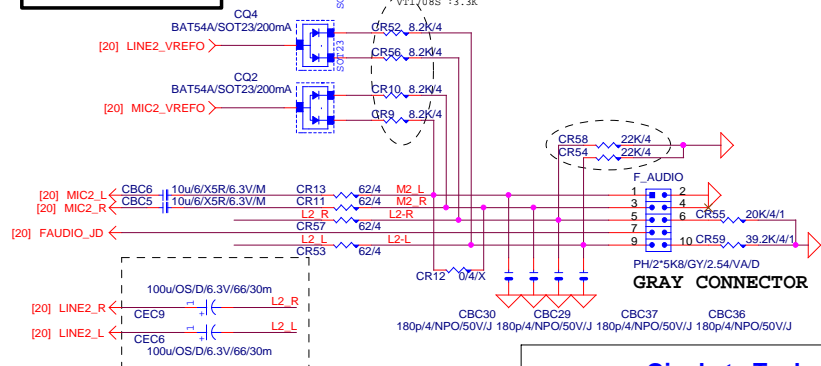 VT1708S :3.3K
CQ4
BAT54A/SOT23/200mA
SOT23
CR52 8.2K/4
[20] LINE2_VREFO
CR56 8.2K/4
CQ2
BAT54A/SOT23/200mA
CR10 8.2K/4
[20] MIC2_VREFO
CR9 8.2K/4
CR58 22K/4
CR54 22K/4
F_AUDIO
[20] MIC2_L CBC6 10u/6/X5R/6.3V/M CR13 62/4 M2_L 1 2
[20] MIC2_R CBC5 10u/6/X5R/6.3V/M CR11 62/4 M2_R 3 4
L2_R 62/4 L2-R 5 6 CR55 20K/4/1
[20] FAUDIO_JD CR57 7
L2_L L2-L 9 10 CR59 39.2K/4/1
CR53 62/4
CR12 0/4/X
PH/2*5K8/GY/2.54/VA/D
GRAY CONNECTOR
100u/OS/D/6.3V/66/30m
[20] LINE2_R 1 L2_R
CEC9 +
[20] LINE2_L 1 L2_L
CEC6 +
100u/OS/D/6.3V/66/30m
CBC30 CBC29 CBC37 CBC36
180p/4/NPO/50V/J 180p/4/NPO/50V/J 180p/4/NPO/50V/J 180p/4/NPO/50V/J